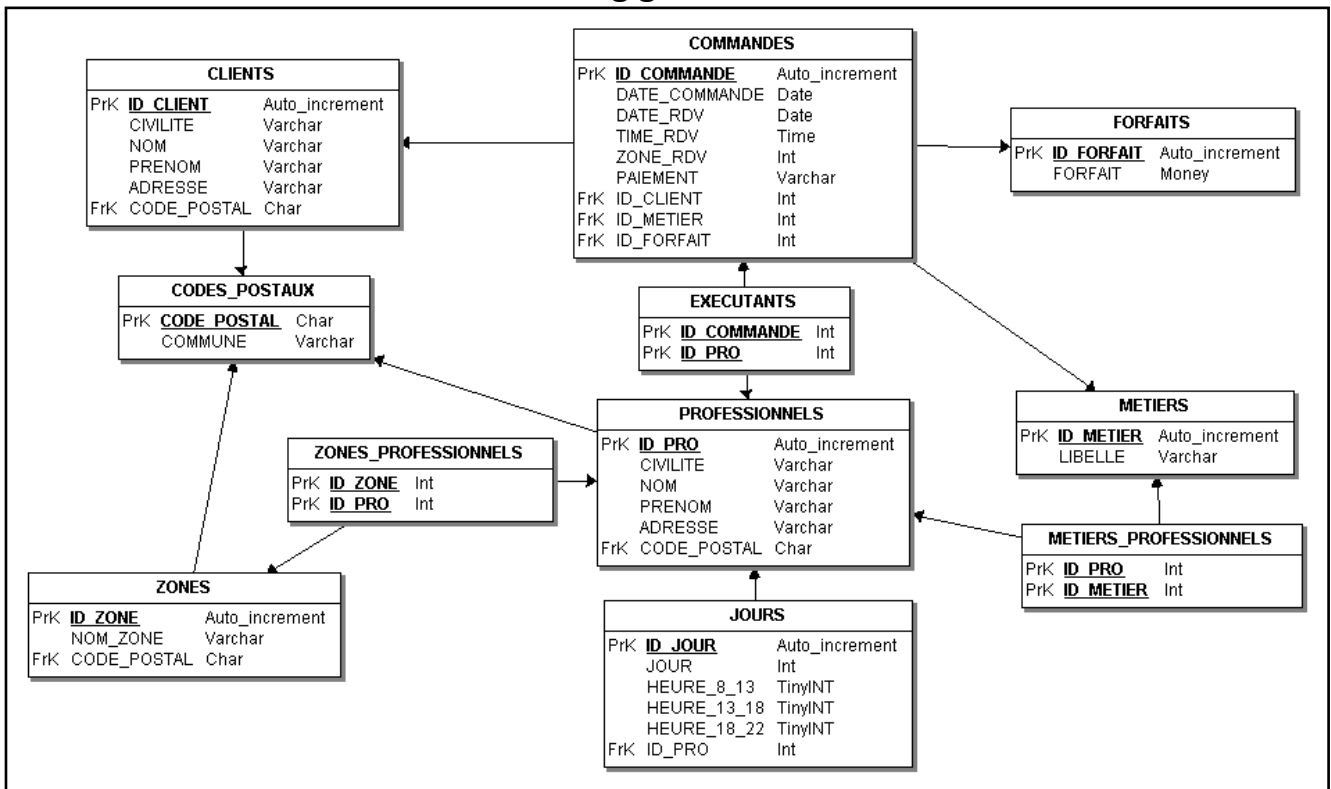 COMMANDES
PrK ID_COMMANDE Auto_increment
DATE_COMMANDE Date
DATE_RDV Date
TIME_RDV Time
ZONE_RDV Int
PAIEMENT Varchar
FrK ID_CLIENT Int
FrK ID_METIER Int
FrK ID_FORFAIT Int
CLIENTS
PrK ID_CLIENT Auto_increment
CIVILITE Varchar
NOM Varchar
PRENOM Varchar
ADRESSE Varchar
FrK CODE_POSTAL Char
FORFAITS
PrK ID_FORFAIT Auto_increment
FORFAIT Money
CODES_POSTAUX
PrK CODE_POSTAL Char
COMMUNE Varchar
EXECUTANTS
PrK ID_COMMANDE Int
PrK ID_PRO Int
METIERS
PrK ID_METIER Auto_increment
LIBELLE Varchar
PROFESSIONNELS
PrK ID_PRO Auto_increment
CIVILITE Varchar
NOM Varchar
PRENOM Varchar
ADRESSE Varchar
FrK CODE_POSTAL Char
ZONES_PROFESSIONNELS
PrK ID_ZONE Int
PrK ID_PRO Int
METIERS_PROFESSIONNELS
PrK ID_PRO Int
PrK ID_METIER Int
ZONES
PrK ID_ZONE Auto_increment
NOM_ZONE Varchar
FrK CODE_POSTAL Char
JOURS
PrK ID_JOUR Auto_increment
JOUR Int
HEURE_8_13 TinyINT
HEURE_13_18 TinyINT
HEURE_18_22 TinyINT
FrK ID_PRO Int